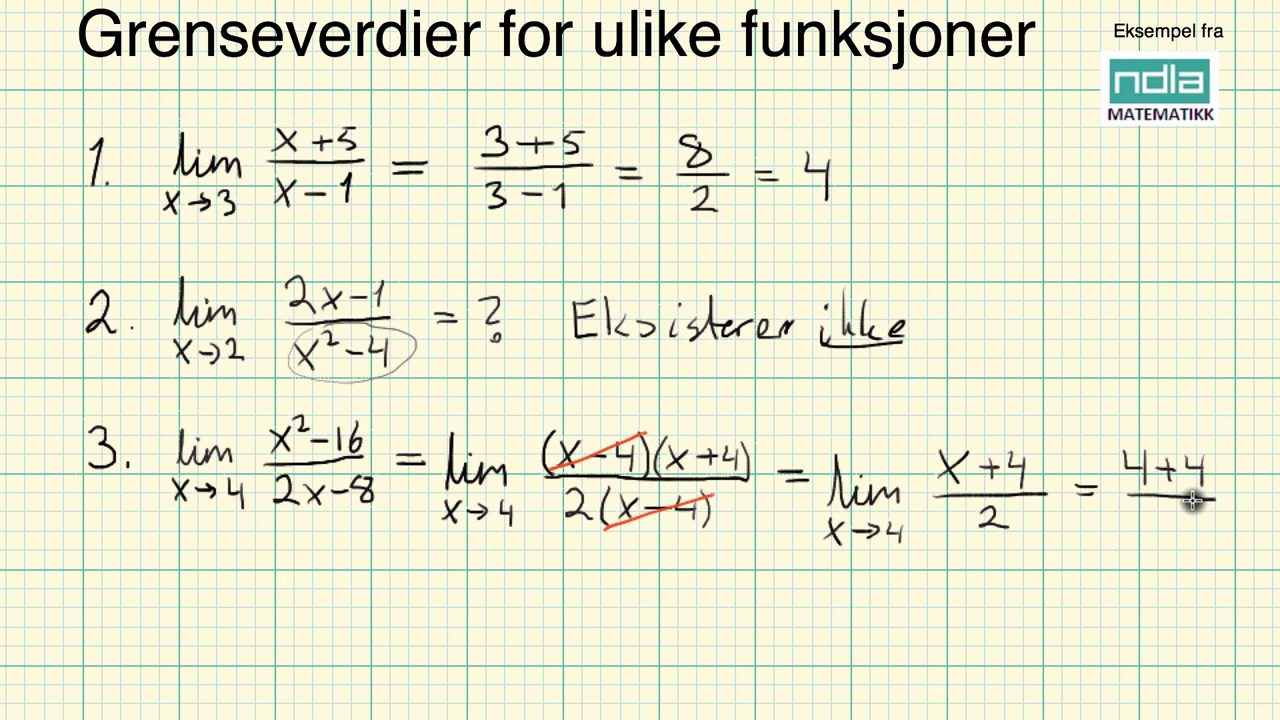 Grenseverdier for ulike funksjoner
Eksempel fra
ndla
MATEMATIKK
1. lim x→3 (x+5)/(x-1) = (3+5)/(3-1) = 8/2 = 4
2. lim x→2 (2x-1)/(x²-4) = ? Eksisterer ikke
3. lim x→4 (x²-16)/(2x-8) = lim x→4 ((x-4)(x+4))/(2(x-4)) = lim x→4 (x+4)/2 = 4+4